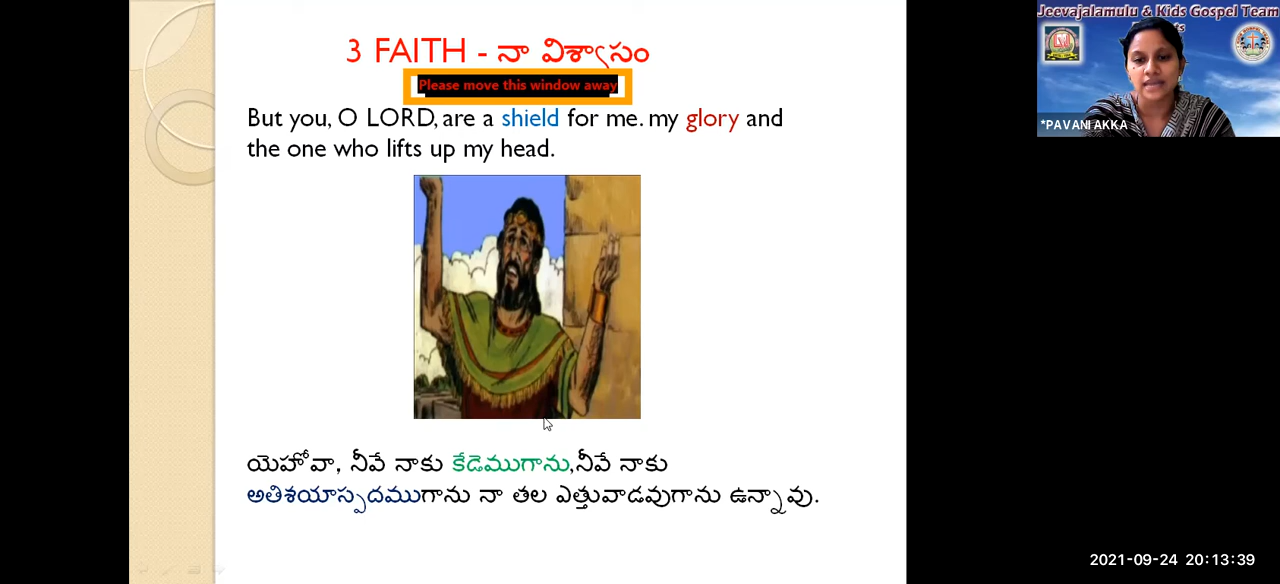 3 FAITH - నా విశ్వాసం
Please move this window away
But you, O LORD, are a shield for me. my glory and
the one who lifts up my head.
యెహోవా, నీవే నాకు కేడెముగాను,నీవే నాకు
అతిశయాస్పదముగాను నా తల ఎత్తువాడవుగాను ఉన్నావు.
Jeevajalamulu & Kids Gospel Team
*PAVANI AKKA
2021-09-24 20:13:39